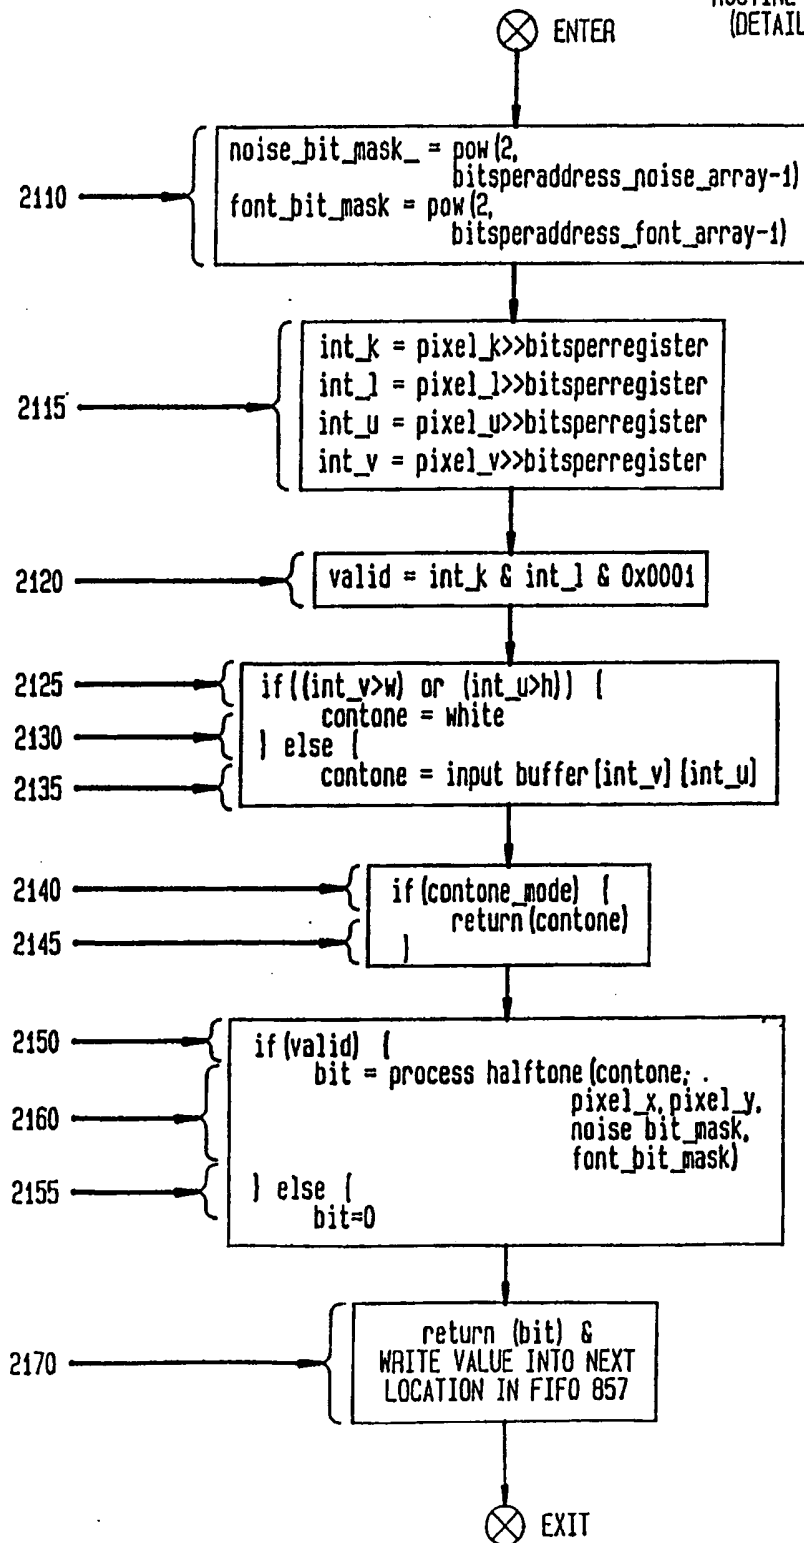 ROUTINE
(DETAIL
ENTER
noise_bit_mask_ = pow(2,
bitsperaddress_noise_array-1)
font_bit_mask = pow(2,
bitsperaddress_font_array-1)
2110
int_k = pixel_k>>bitsperregister
int_l = pixel_l>>bitsperregister
int_u = pixel_u>>bitsperregister
int_v = pixel_v>>bitsperregister
2115
2120
valid = int_k & int_l & 0x0001
2125
if((int_v>w) or (int_u>h)) {
contone = white
2130
} else {
2135
contone = input buffer[int_v][int_u]
2140
if(contone_mode) {
return(contone)
2145
}
2150
if(valid) {
bit = process halftone(contone,
pixel_x,pixel_y,
2160
noise bit_mask,
font_bit_mask)
2155
} else {
bit=0
return (bit) &
2170
WRITE VALUE INTO NEXT
LOCATION IN FIFO 857
EXIT